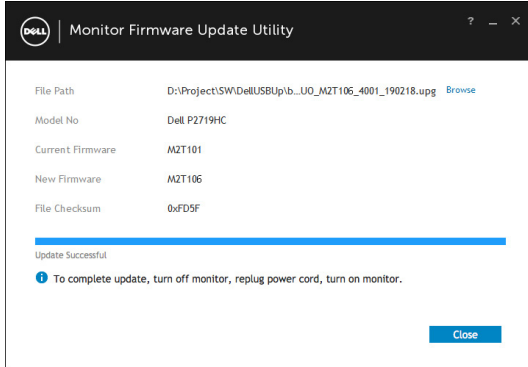 DELL Monitor Firmware Update Utility ? _ ×
File Path D:\Project\SW\DellUSBUp\b...UO_M2T106_4001_190218.upg Browse
Model No Dell P2719HC
Current Firmware M2T101
New Firmware M2T106
File Checksum 0xFD5F
Update Successful
To complete update, turn off monitor, replug power cord, turn on monitor.
Close